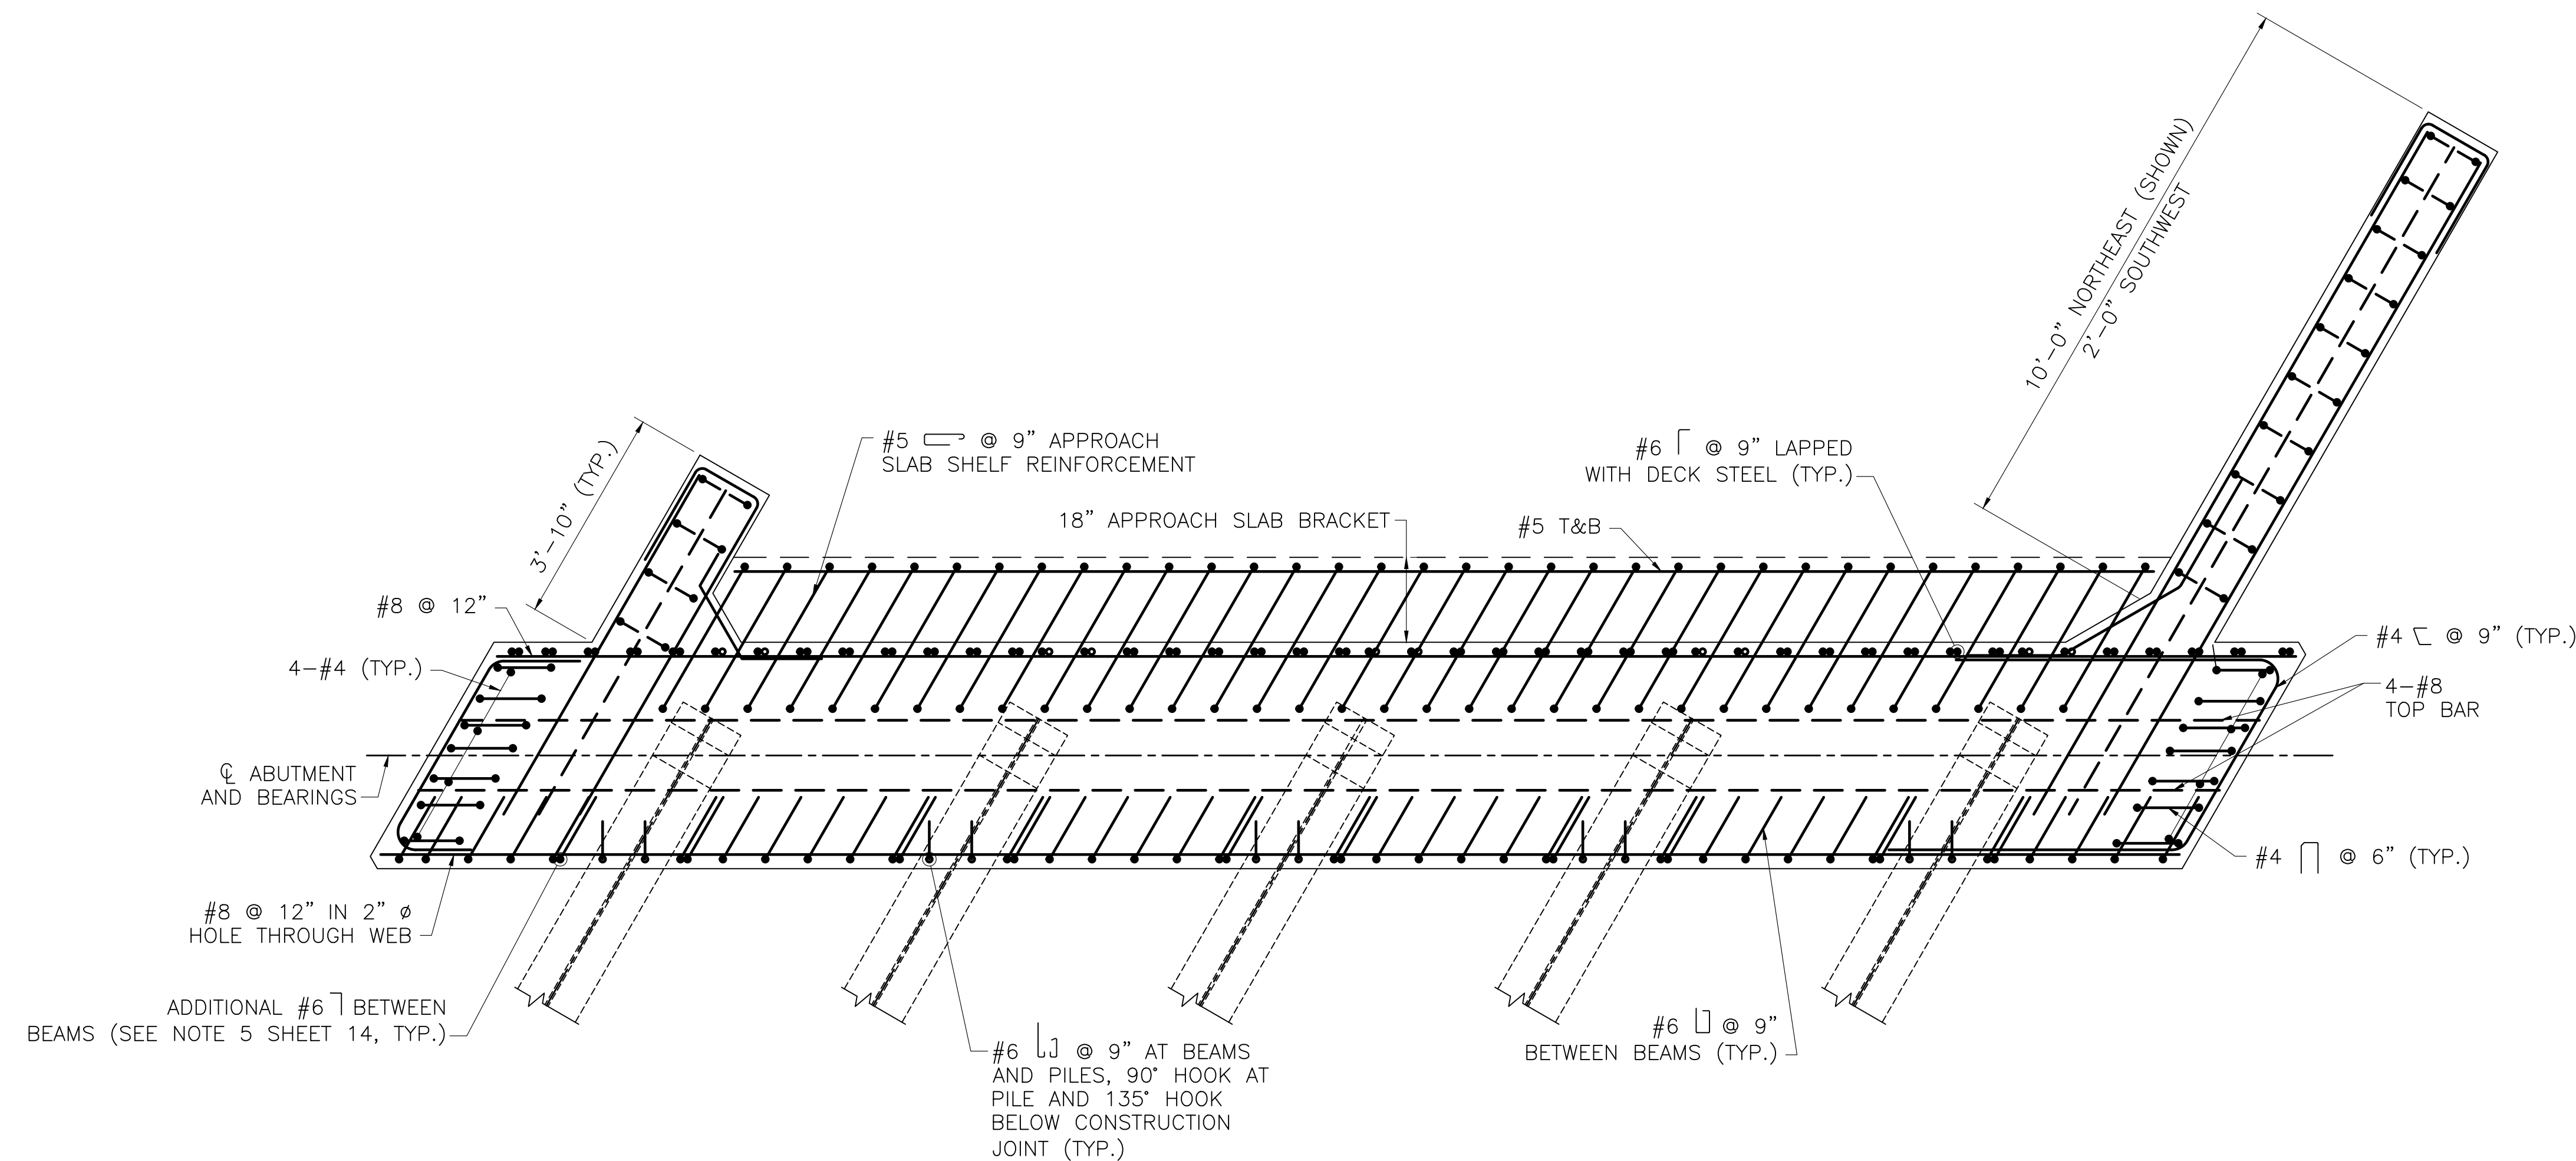 10'-0" NORTHEAST (SHOWN)
2'-0" SOUTHWEST
3'-10" (TYP.)
#5 @ 9" APPROACH
SLAB SHELF REINFORCEMENT
#6 @ 9" LAPPED
WITH DECK STEEL (TYP.)
18" APPROACH SLAB BRACKET
#5 T&B
#8 @ 12"
4-#4 (TYP.)
#4 @ 9" (TYP.)
4-#8
TOP BAR
℄ ABUTMENT
AND BEARINGS
#4 @ 6" (TYP.)
#8 @ 12" IN 2" ø
HOLE THROUGH WEB
ADDITIONAL #6 BETWEEN
BEAMS (SEE NOTE 5 SHEET 14, TYP.)
#6 @ 9" AT BEAMS
AND PILES, 90° HOOK AT
PILE AND 135° HOOK
BELOW CONSTRUCTION
JOINT (TYP.)
#6 @ 9"
BETWEEN BEAMS (TYP.)